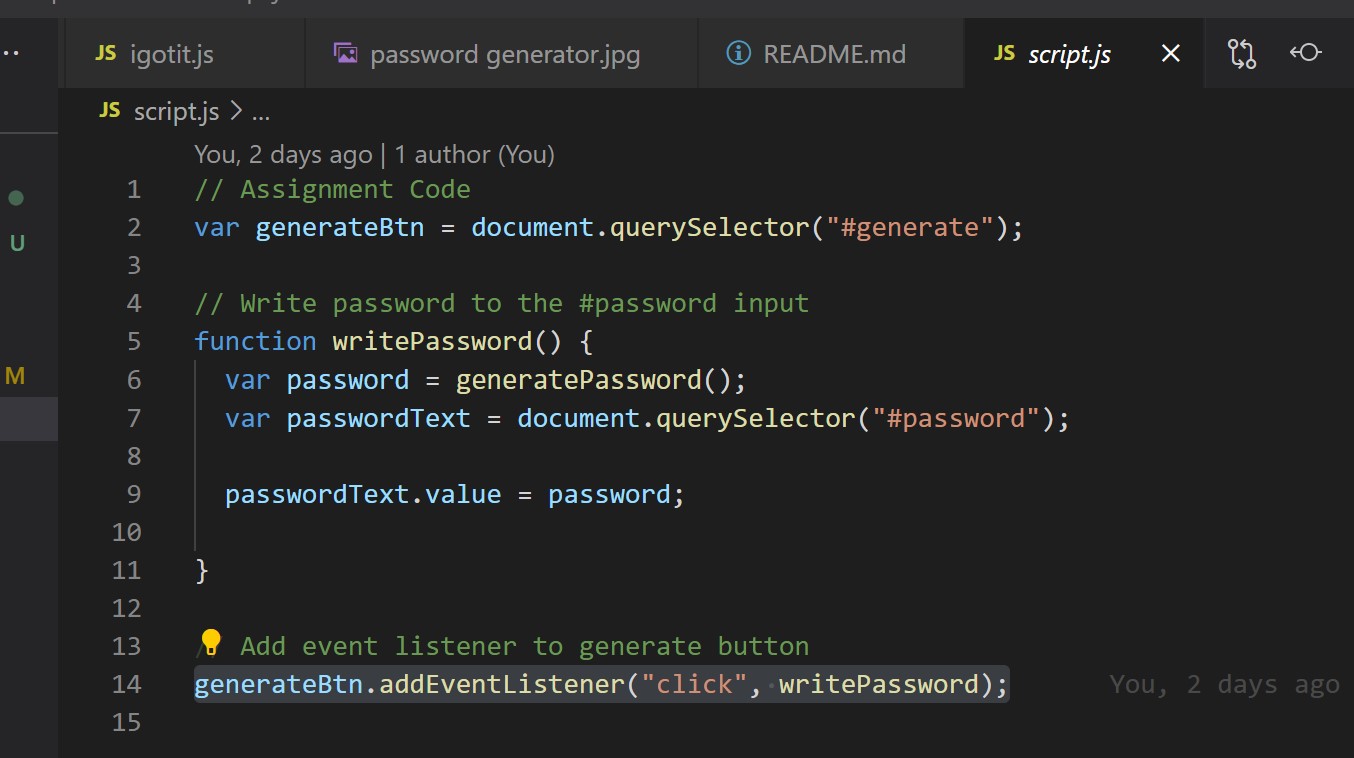 JS igotit.js password generator.jpg README.md JS script.js
JS script.js > ...
You, 2 days ago | 1 author (You)
1 // Assignment Code
2 var generateBtn = document.querySelector("#generate");
3
4 // Write password to the #password input
U
5 function writePassword() {
M
6 var password = generatePassword();
7 var passwordText = document.querySelector("#password");
8
9 passwordText.value = password;
10
11 }
12
13 Add event listener to generate button
14 generateBtn.addEventListener("click", writePassword); You, 2 days ago
15